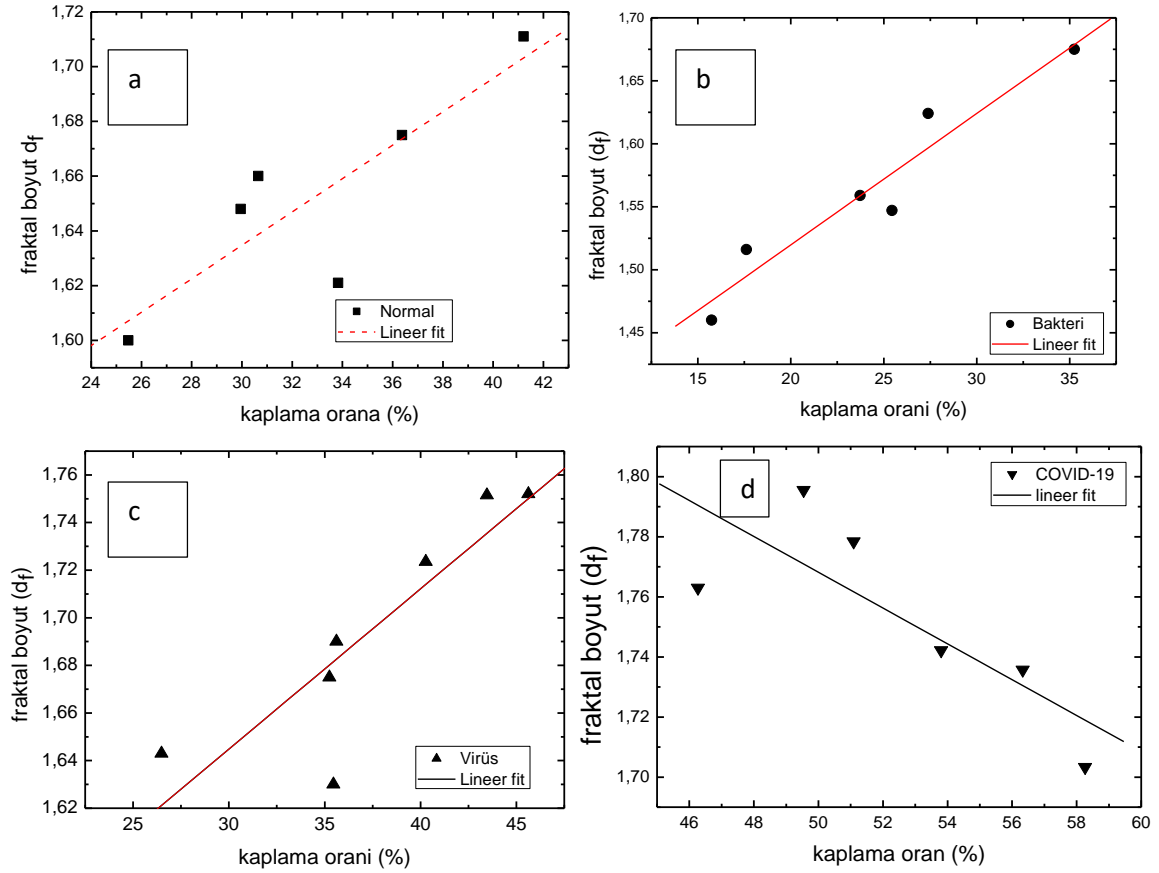 a
1,72
1,70
1,68
1,66
1,64
1,62
1,60
fraktal boyut df
Normal
Lineer fit
24 26 28 30 32 34 36 38 40 42
kaplama orana (%)
b
1,70
1,65
1,60
1,55
1,50
1,45
fraktal boyut (df)
Bakteri
Lineer fit
15 20 25 30 35
kaplama orani (%)
c
1,76
1,74
1,72
1,70
1,68
1,66
1,64
1,62
fraktal boyut (df)
Virüs
Lineer fit
25 30 35 40 45
kaplama orani (%)
d
1,80
1,78
1,76
1,74
1,72
1,70
fraktal boyut (df)
COVID-19
lineer fit
46 48 50 52 54 56 58 60
kaplama oran (%)